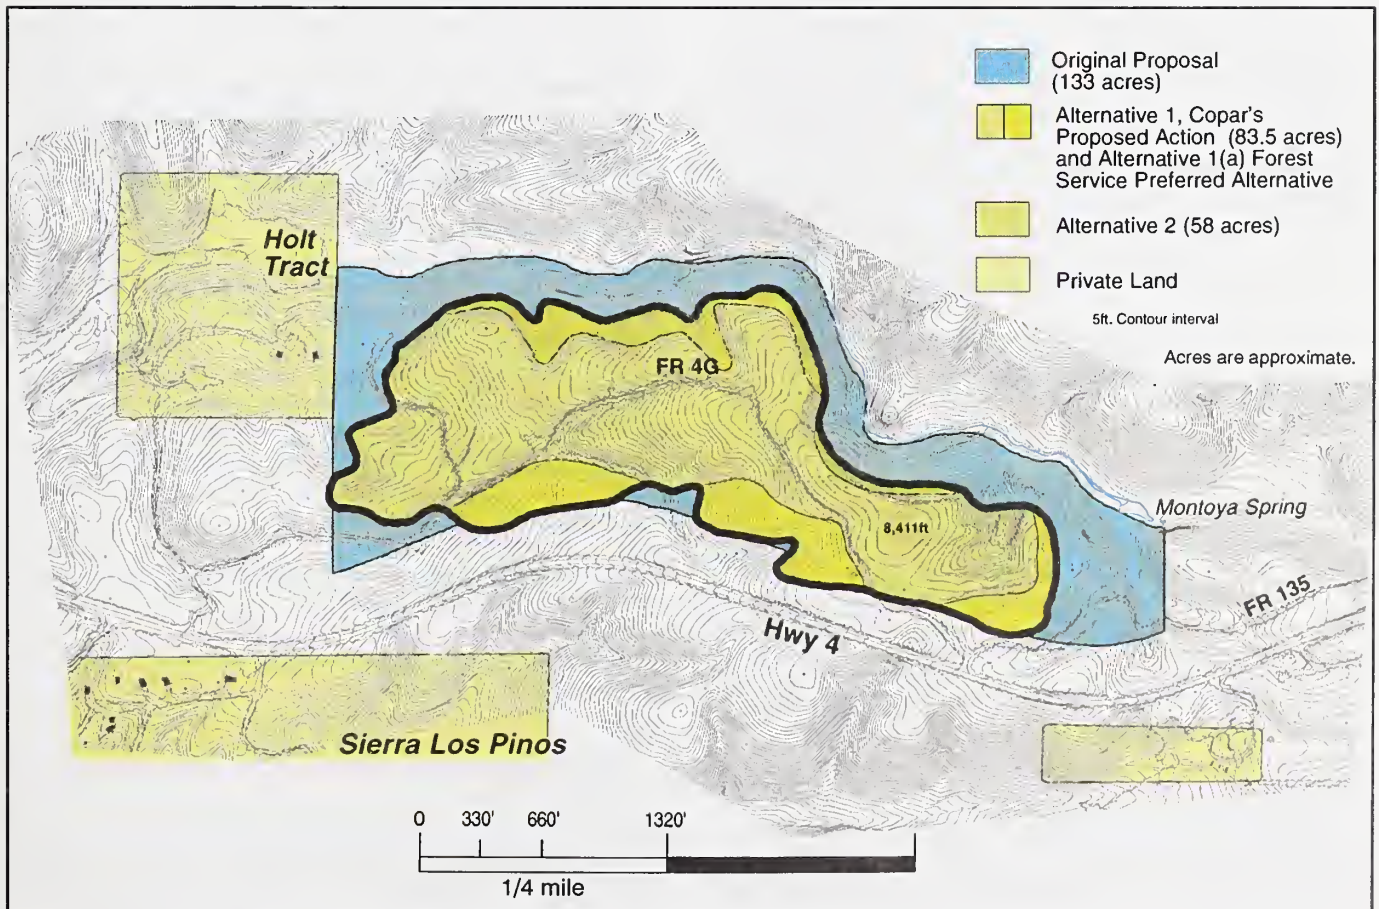 Original Proposal
(133 acres)
Alternative 1, Copar's
Proposed Action (83.5 acres)
and Alternative 1(a) Forest
Service Preferred Alternative
Alternative 2 (58 acres)
Private Land
5ft. Contour interval
Acres are approximate.
Holt
Tract
FR 4G
8,411ft
Montoya Spring
FR 135
Hwy 4
Sierra Los Pinos
0 330' 660' 1320'
1/4 mile